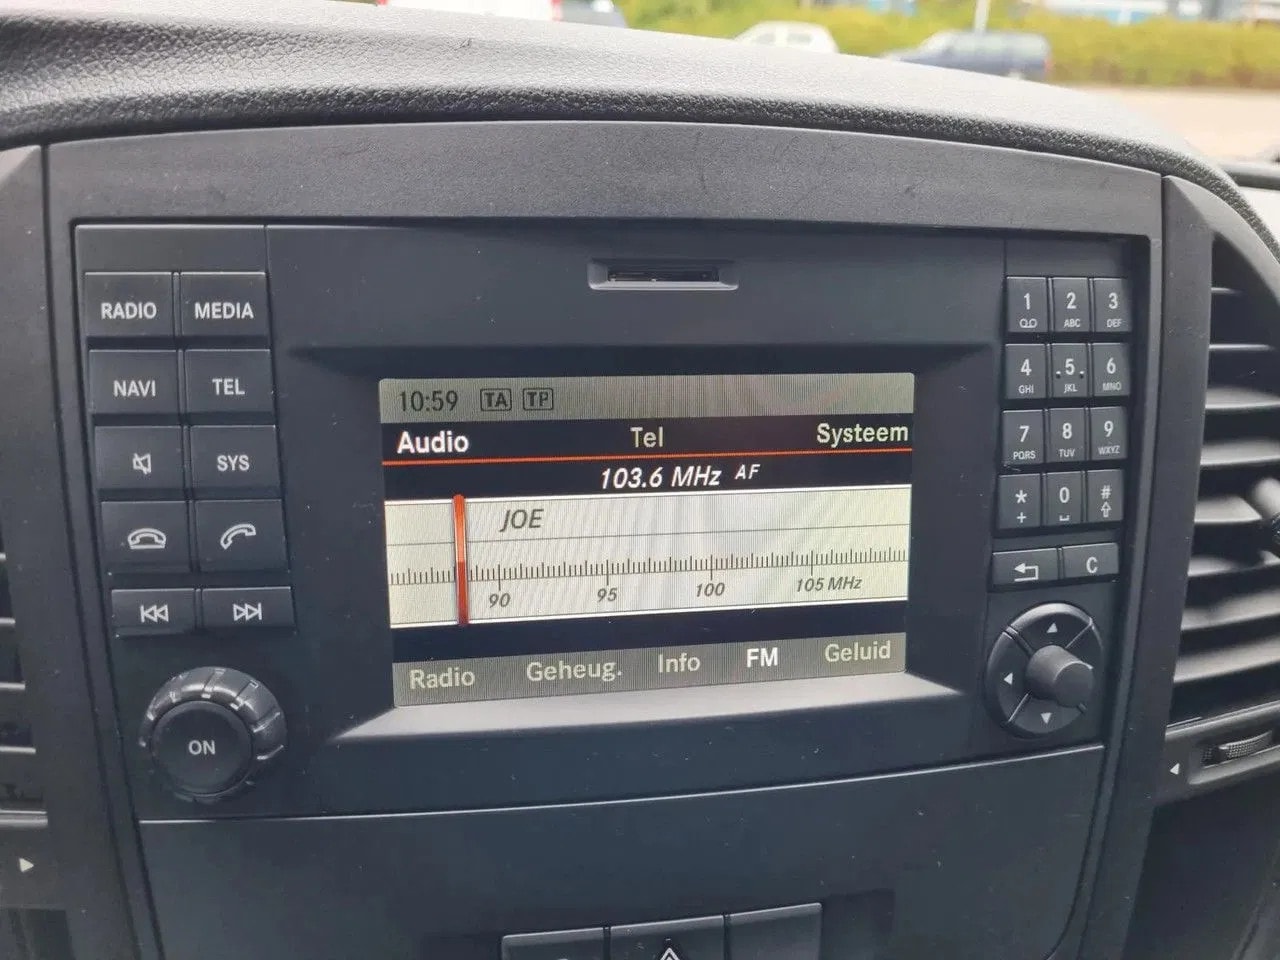 RADIO MEDIA
NAVI TEL
SYS
ON
10:59 TA TP
Audio Tel Systeem
103.6 MHz AF
JOE
90 95 100 105 MHz
Radio Geheug. Info FM Geluid
1 2 3
ABC DEF
4 5 6
GHI JKL MNO
7 8 9
PQRS TUV WXYZ
* 0 #
+
C